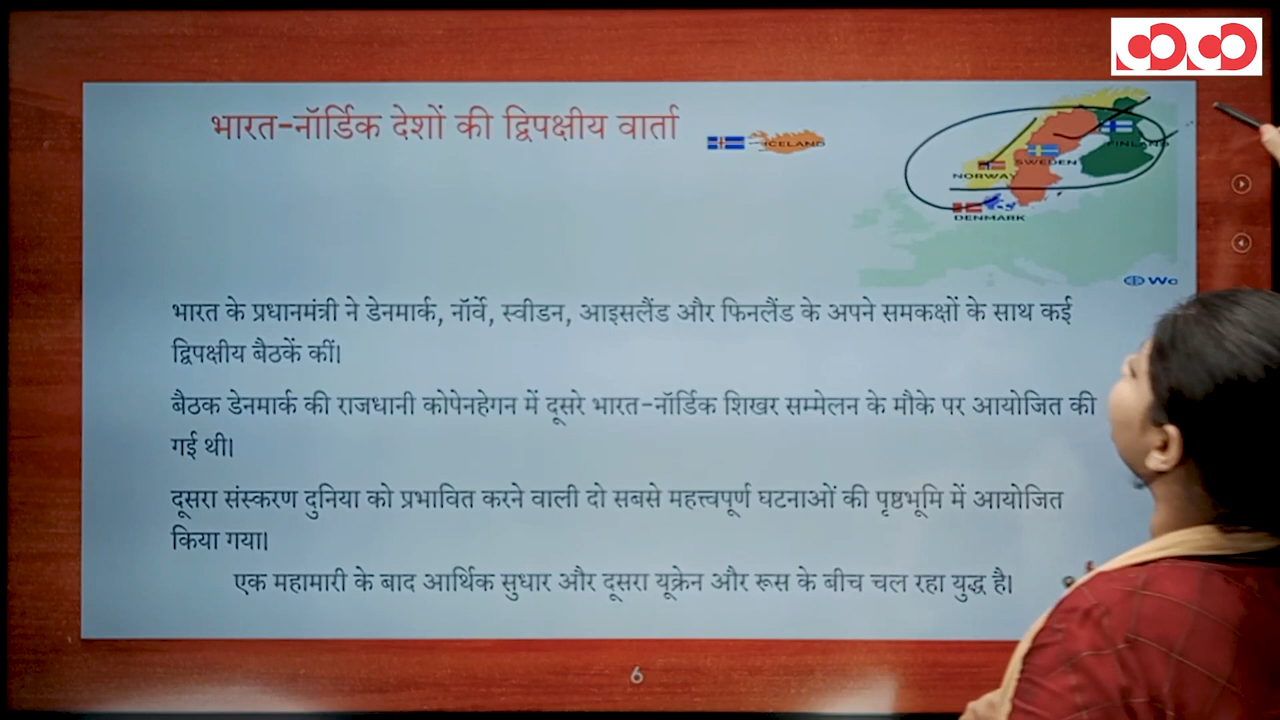 भारत-नॉर्डिक देशों की द्विपक्षीय वार्ता
ICELAND
FINLAND
SWEDEN
NORWAY
DENMARK
भारत के प्रधानमंत्री ने डेनमार्क, नॉर्वे, स्वीडन, आइसलैंड और फिनलैंड के अपने समकक्षों के साथ कई
द्विपक्षीय बैठकें कीं।
बैठक डेनमार्क की राजधानी कोपेनहेगन में दूसरे भारत-नॉर्डिक शिखर सम्मेलन के मौके पर आयोजित की
गई थी।
दूसरा संस्करण दुनिया को प्रभावित करने वाली दो सबसे महत्त्वपूर्ण घटनाओं की पृष्ठभूमि में आयोजित
किया गया।
एक महामारी के बाद आर्थिक सुधार और दूसरा यूक्रेन और रूस के बीच चल रहा युद्ध है।
6